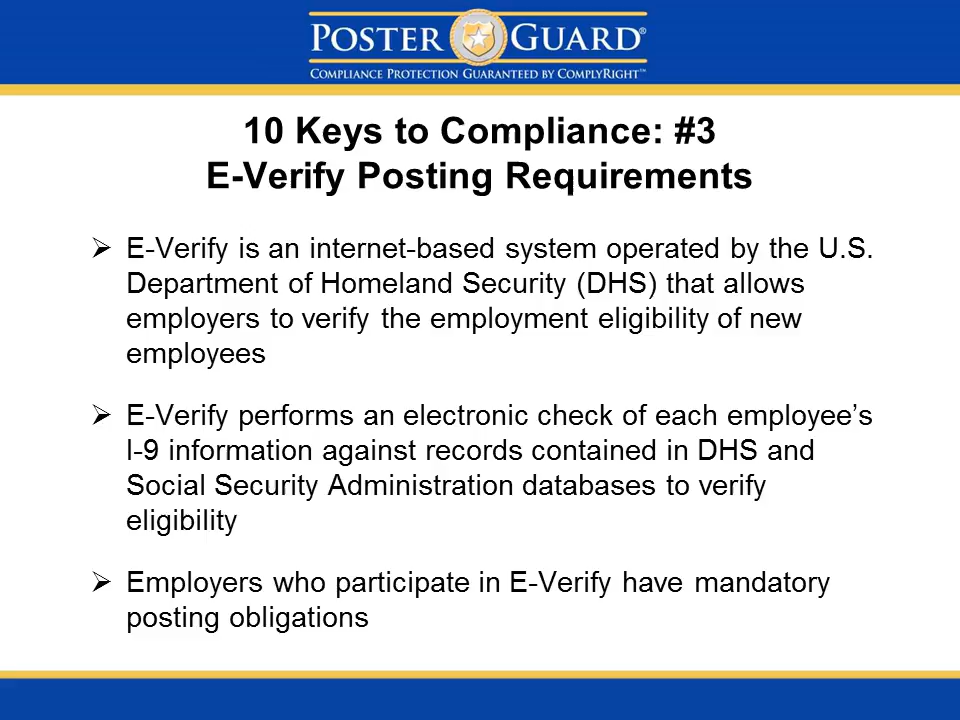 POSTER GUARD®
COMPLIANCE PROTECTION GUARANTEED BY COMPLYRIGHT™
10 Keys to Compliance: #3
E-Verify Posting Requirements
➢ E-Verify is an internet-based system operated by the U.S.
Department of Homeland Security (DHS) that allows
employers to verify the employment eligibility of new
employees
➢ E-Verify performs an electronic check of each employee’s
I-9 information against records contained in DHS and
Social Security Administration databases to verify
eligibility
➢ Employers who participate in E-Verify have mandatory
posting obligations